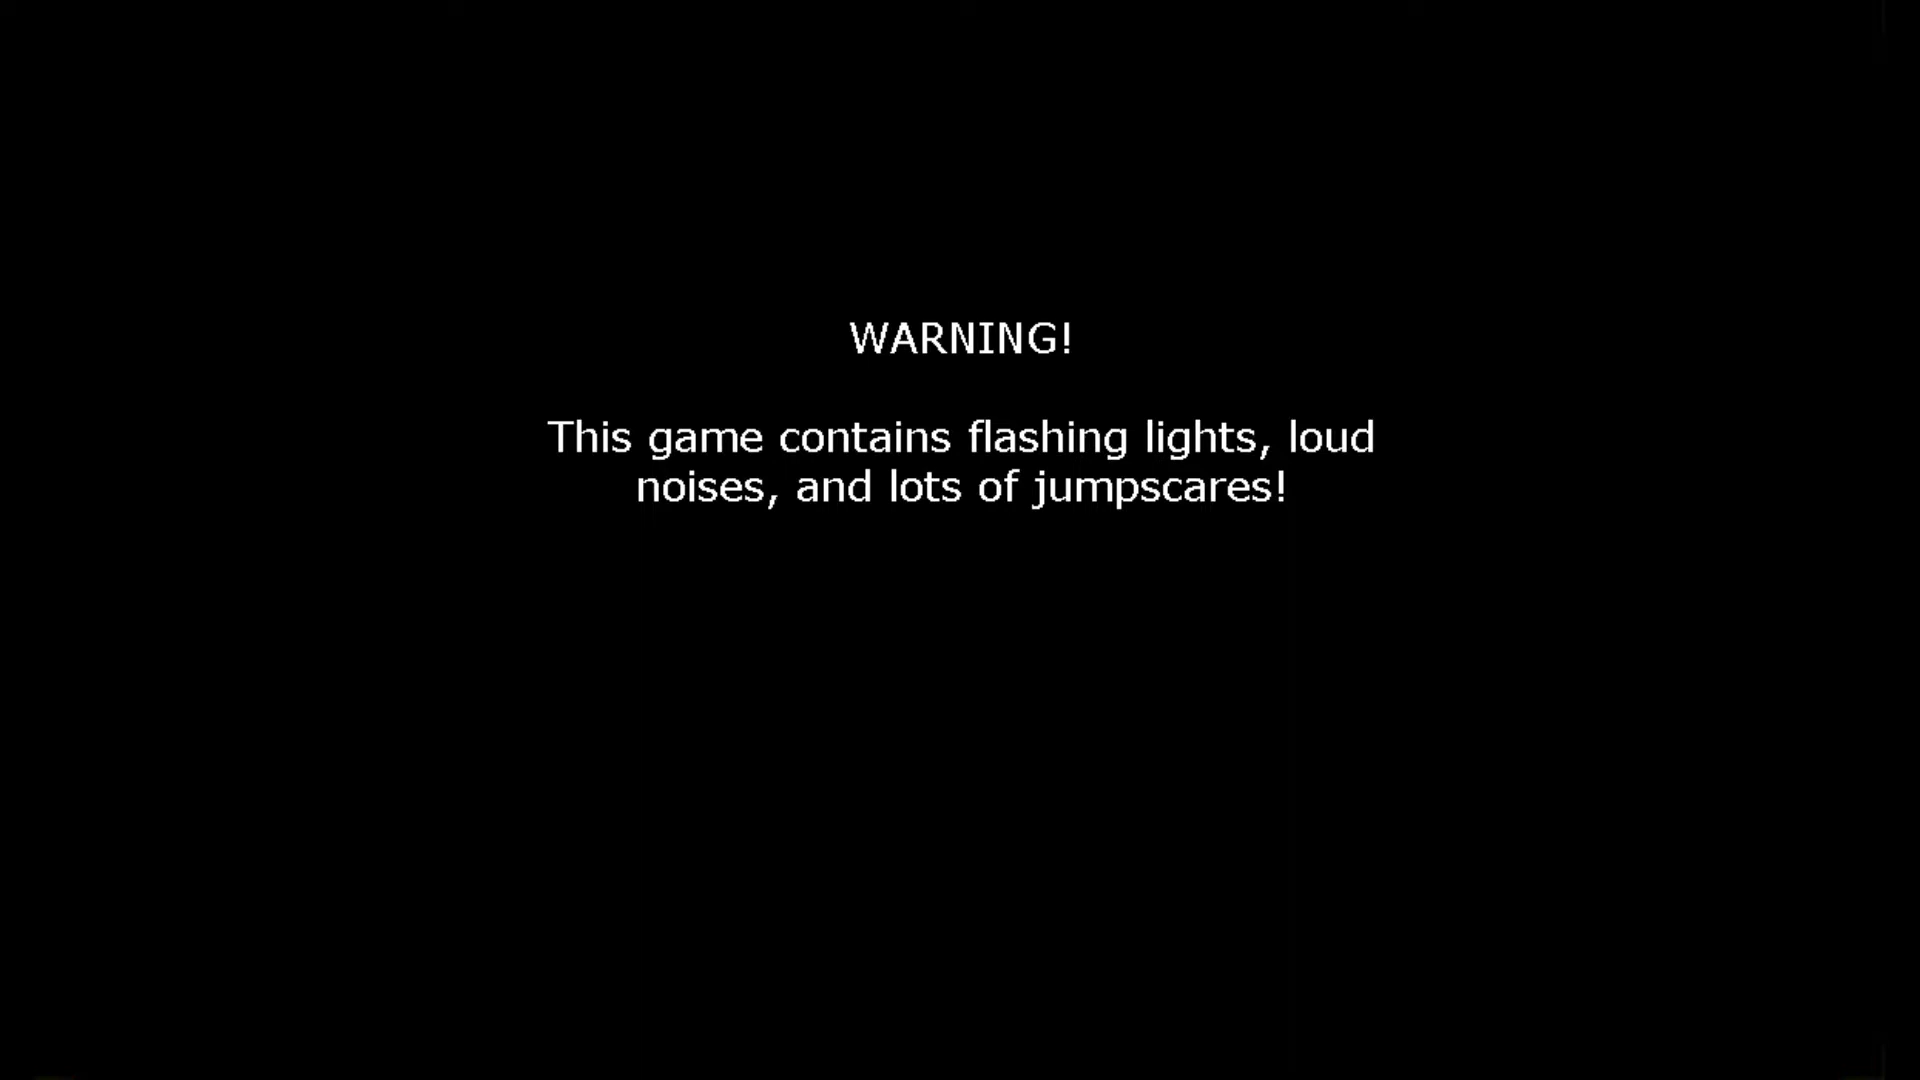 WARNING!
This game contains flashing lights, loud
noises, and lots of jumpscares!